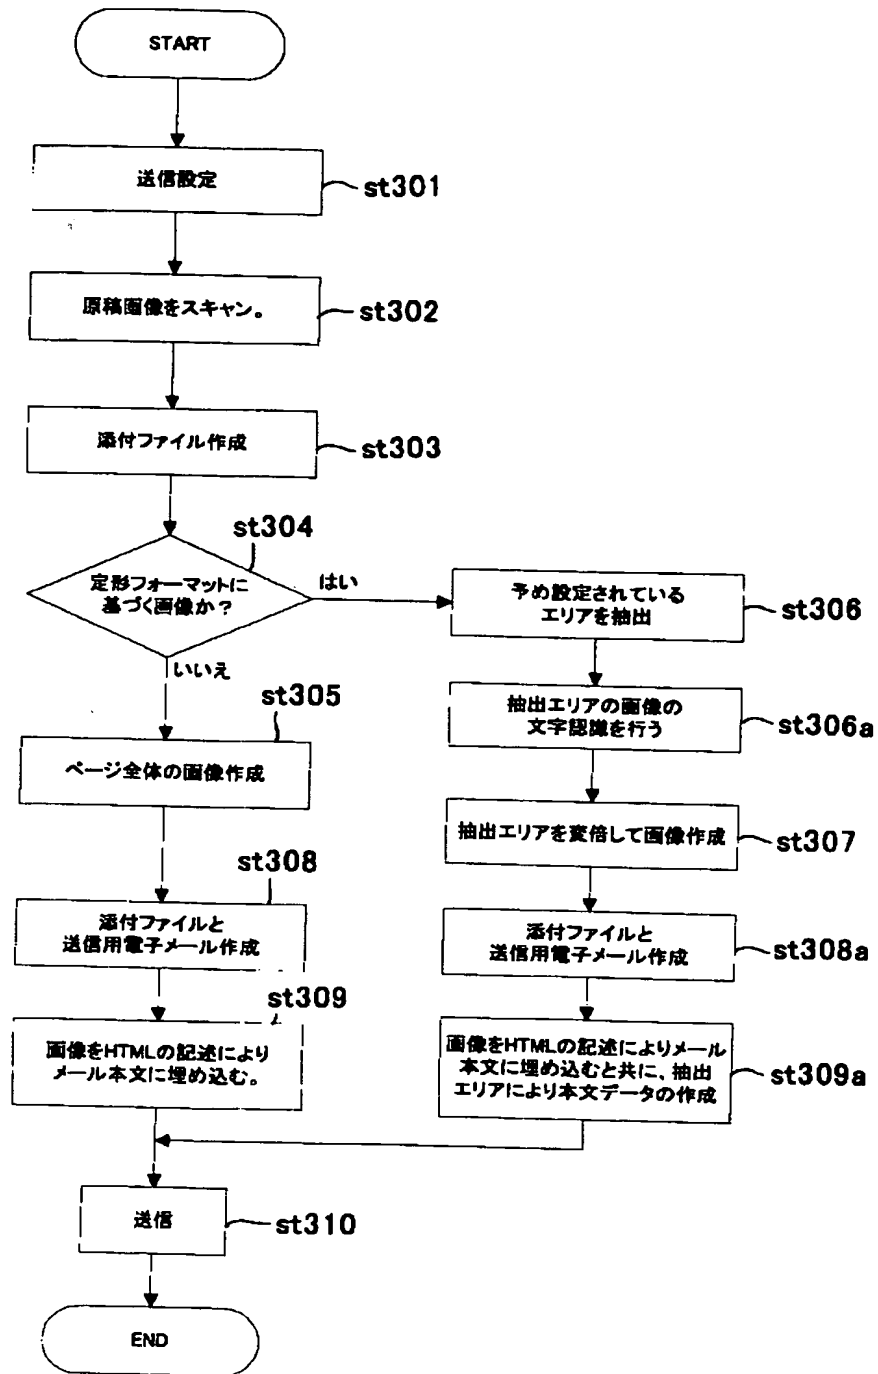 START
送信設定
st301
原稿画像をスキャン。
st302
添付ファイル作成
st303
st304
定形フォーマットに
基づく画像か?
はい
いいえ
st305
ページ全体の画像作成
st308
添付ファイルと
送信用電子メール作成
st309
画像をHTMLの記述により
メール本文に埋め込む。
予め設定されている
エリアを抽出
st306
抽出エリアの画像の
文字認識を行う
st306a
抽出エリアを変倍して画像作成
st307
添付ファイルと
送信用電子メール作成
st308a
画像をHTMLの記述によりメール
本文に埋め込むと共に、抽出
エリアにより本文データの作成
st309a
送信
st310
END